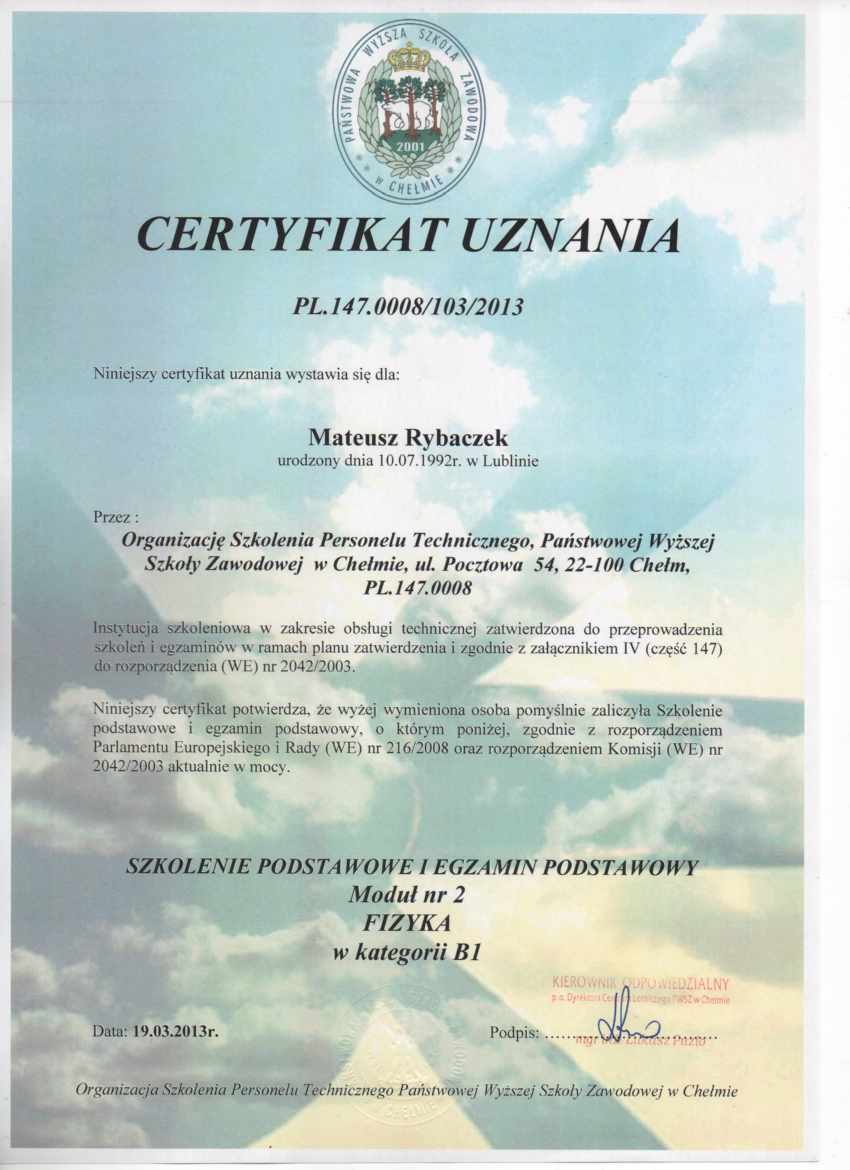 PAŃSTWOWA WYŻSZA SZKOŁA ZAWODOWA
W CHEŁMIE
2001
CERTYFIKAT UZNANIA
PL.147.0008/103/2013
Niniejszy certyfikat uznania wystawia się dla:
Mateusz Rybaczek
urodzony dnia 10.07.1992r. w Lublinie
Przez :
Organizację Szkolenia Personelu Technicznego, Państwowej Wyższej
Szkoły Zawodowej w Chełmie, ul. Pocztowa 54, 22-100 Chełm,
PL.147.0008
Instytucja szkoleniowa w zakresie obsługi technicznej zatwierdzona do przeprowadzenia
szkoleń i egzaminów w ramach planu zatwierdzenia i zgodnie z załącznikiem IV (część 147)
do rozporządzenia (WE) nr 2042/2003.
Niniejszy certyfikat potwierdza, że wyżej wymieniona osoba pomyślnie zaliczyła Szkolenie
podstawowe i egzamin podstawowy, o którym poniżej, zgodnie z rozporządzeniem
Parlamentu Europejskiego i Rady (WE) nr 216/2008 oraz rozporządzeniem Komisji (WE) nr
2042/2003 aktualnie w mocy.
SZKOLENIE PODSTAWOWE I EGZAMIN PODSTAWOWY
Moduł nr 2
FIZYKA
w kategorii B1
KIEROWNIK ODPOWIEDZIALNY
p.o. Dyrektora Centrum Lotniczego PWSZ w Chełmie
Data: 19.03.2013r.
Podpis: ..............................
mgr inż. Łukasz Puzio
Organizacja Szkolenia Personelu Technicznego Państwowej Wyższej Szkoły Zawodowej w Chełmie